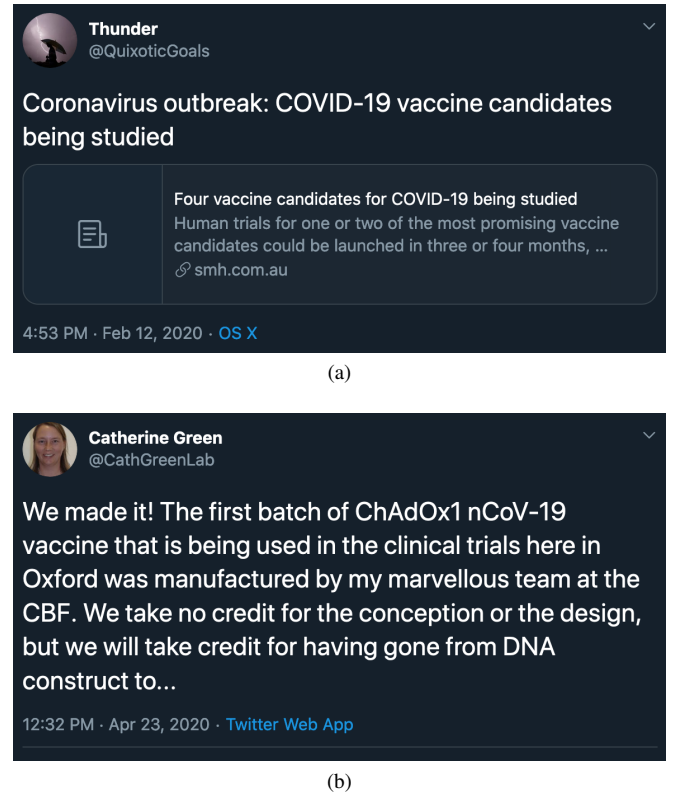 Thunder
@QuixoticGoals
Coronavirus outbreak: COVID-19 vaccine candidates
being studied
Four vaccine candidates for COVID-19 being studied
Human trials for one or two of the most promising vaccine
candidates could be launched in three or four months, ...
smh.com.au
4:53 PM · Feb 12, 2020 · OS X
(a)
Catherine Green
@CathGreenLab
We made it! The first batch of ChAdOx1 nCoV-19
vaccine that is being used in the clinical trials here in
Oxford was manufactured by my marvellous team at the
CBF. We take no credit for the conception or the design,
but we will take credit for having gone from DNA
construct to...
12:32 PM · Apr 23, 2020 · Twitter Web App
(b)